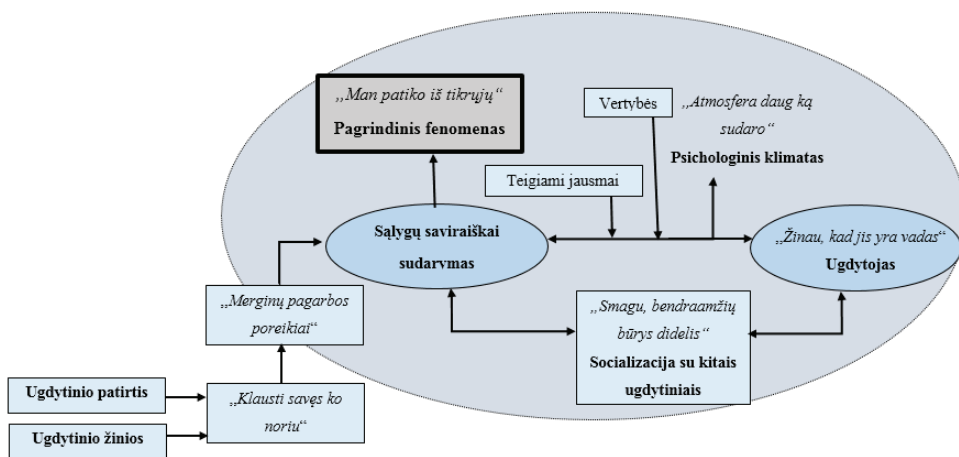 „Man patiko iš tikrųjų“
Pagrindinis fenomenas
Vertybės
„Atmosfera daug ką
sudaro”
Psichologinis klimatas
Teigiami jausmai
Sąlygų saviraiškai
sudarymas
„Žinau, kad jis yra vadas“
Ugdytojas
„Merginų pagarbos
poreikiai“
„Smagu, bendraamžių
būrys didelis“
Socializacija su kitais
ugdytiniais
Ugdytinio patirtis
„Klausti savęs ko
noriu“
Ugdytinio žinios